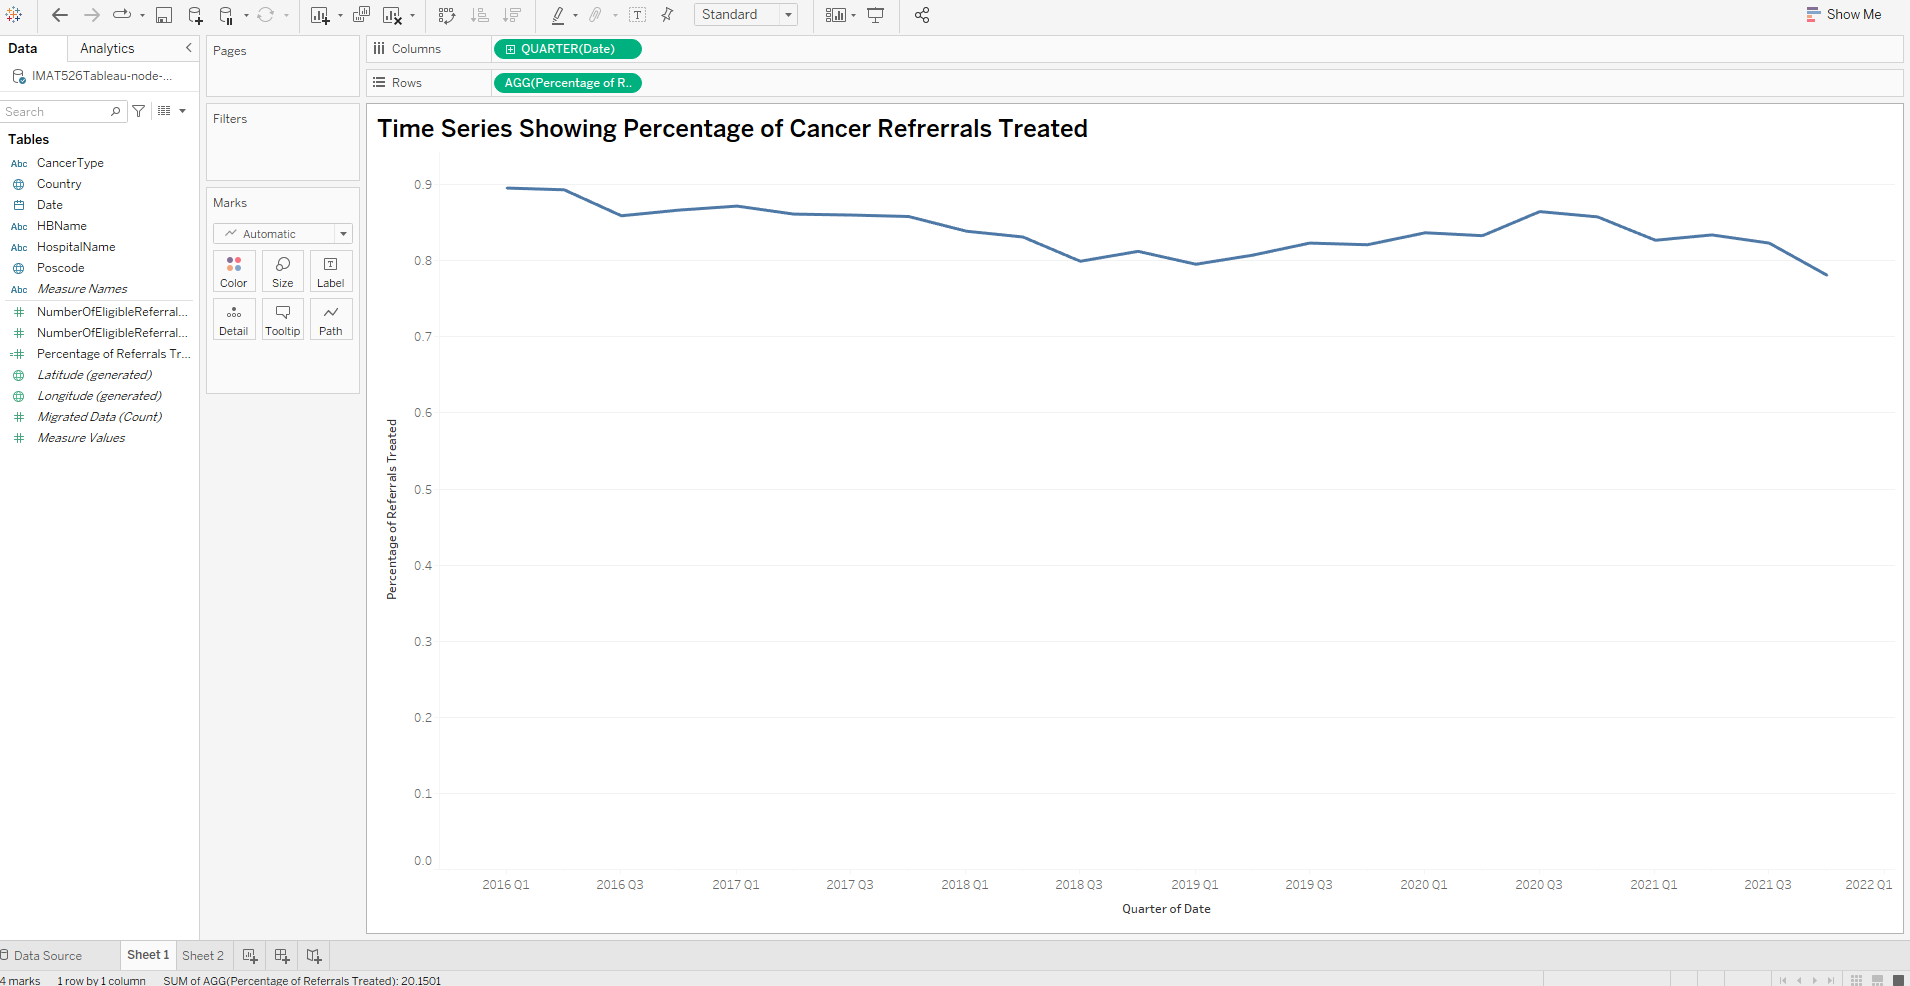 Standard
Show Me
Data
Analytics
Pages
Columns
QUARTER(Date)
IMAT526Tableau-node-...
Rows
AGG(Percentage of R..
Search
Filters
Time Series Showing Percentage of Cancer Refrerrals Treated
Tables
Abc CancerType
Country
Date
Abc HBName
Abc HospitalName
Poscode
Abc Measure Names
NumberOfEligibleReferral...
NumberOfEligibleReferral...
Percentage of Referrals Tr...
Latitude (generated)
Longitude (generated)
Migrated Data (Count)
Measure Values
Marks
Automatic
Color
Size
Label
Detail
Tooltip
Path
Percentage of Referrals Treated
0.9
0.8
0.7
0.6
0.5
0.4
0.3
0.2
0.1
0.0
2016 Q1
2016 Q3
2017 Q1
2017 Q3
2018 Q1
2018 Q3
2019 Q1
2019 Q3
2020 Q1
2020 Q3
2021 Q1
2021 Q3
2022 Q1
Quarter of Date
Data Source
Sheet 1
Sheet 2
4 marks
1 row by 1 column
SUM of AGG(Percentage of Referrals Treated): 20.1501